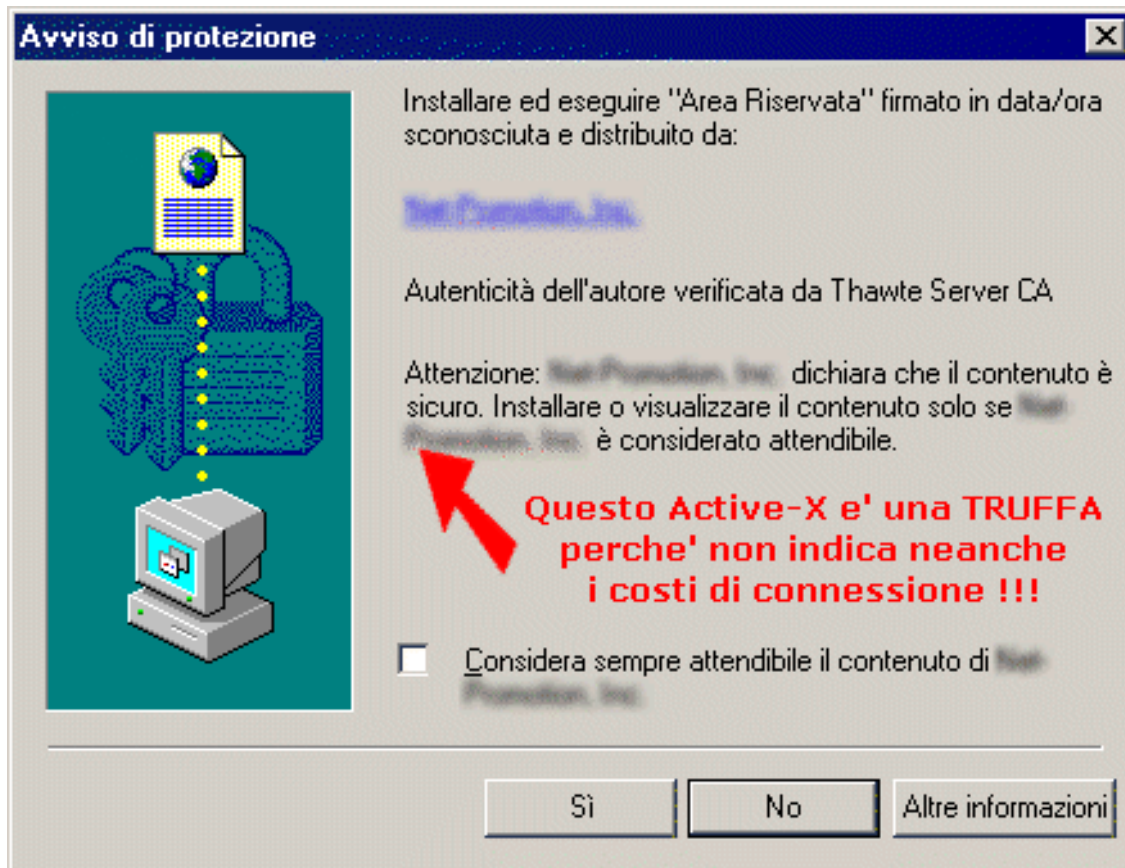 Avviso di protezione
Installare ed eseguire "Area Riservata" firmato in data/ora
sconosciuta e distribuito da:
Autenticità dell'autore verificata da Thawte Server CA
Attenzione: dichiara che il contenuto è
sicuro. Installare o visualizzare il contenuto solo se
è considerato attendibile.
Questo Active-X e' una TRUFFA
perche' non indica neanche
i costi di connessione !!!
Considera sempre attendibile il contenuto di
Sì
No
Altre informazioni